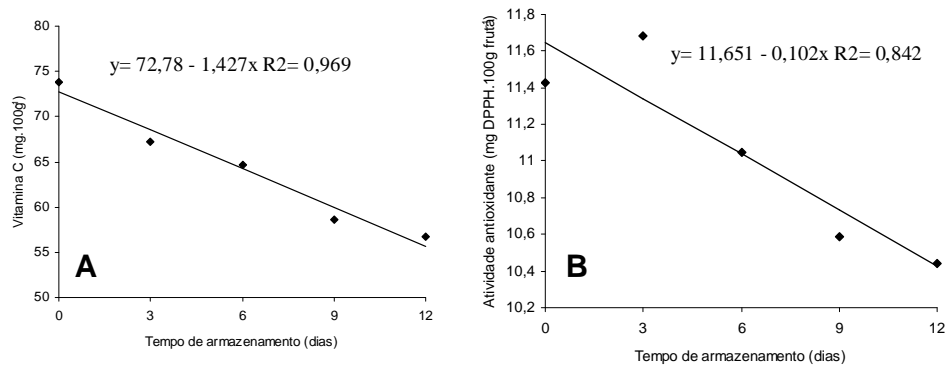 80
75
70
65
60
55
50
0 3 6 9 12
Vitamina C (mg.100g)
Tempo de armazenamento (dias)
y= 72,78 - 1,427x R2= 0,969
A
11,8
11,6
11,4
11,2
11
10,8
10,6
10,4
10,2
0 3 6 9 12
Atividade antioxidante (mg DPPH.100g fruta)
Tempo de armazenamento (dias)
y= 11,651 - 0,102x R2= 0,842
B